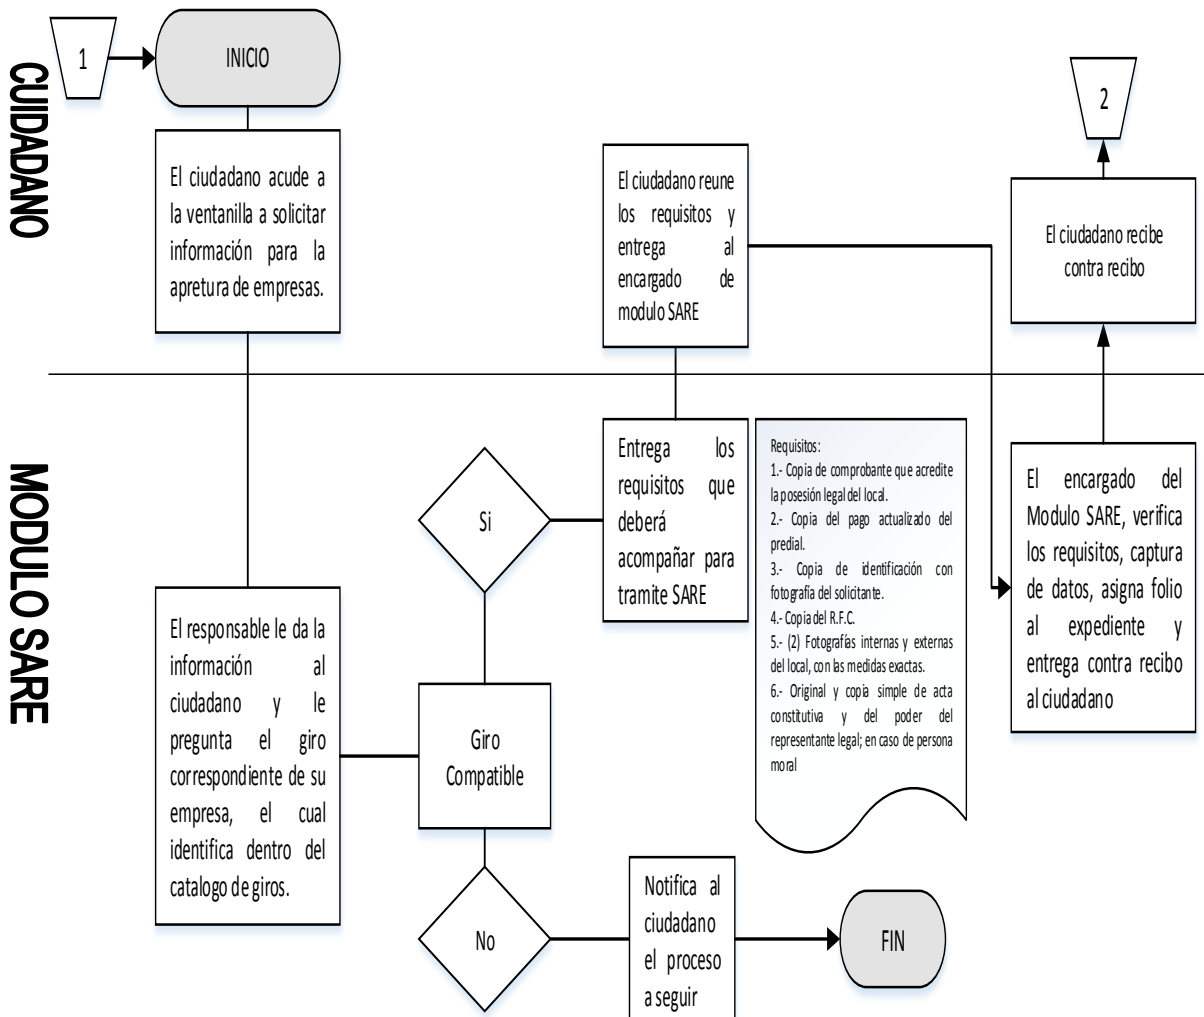 CUIDADANO
1
INICIO
El ciudadano acude a
la ventanilla a solicitar
información para la
apretura de empresas.
El ciudadano reune
los requisitos y
entrega al
encargado de
modulo SARE
2
El ciudadano recibe
contra recibo
MODULO SARE
El responsable le da la
información al
ciudadano y le
pregunta el giro
correspondiente de su
empresa, el cual
identifica dentro del
catalogo de giros.
Giro
Compatible
Si
No
Entrega los
requisitos que
deberá
acompañar para
tramite SARE
Requisitos:
1.- Copia de comprobante que acredite
la posesión legal del local.
2.- Copia del pago actualizado del
predial.
3.- Copia de identificación con
fotografía del solicitante.
4.- Copia del R.F.C.
5.- (2) Fotografías internas y externas
del local, con las medidas exactas.
6.- Original y copia simple de acta
constitutiva y del poder del
representante legal; en caso de persona
moral
El encargado del
Modulo SARE, verifica
los requisitos, captura
de datos, asigna folio
al expediente y
entrega contra recibo
al ciudadano
Notifica al
ciudadano
el proceso
a seguir
FIN